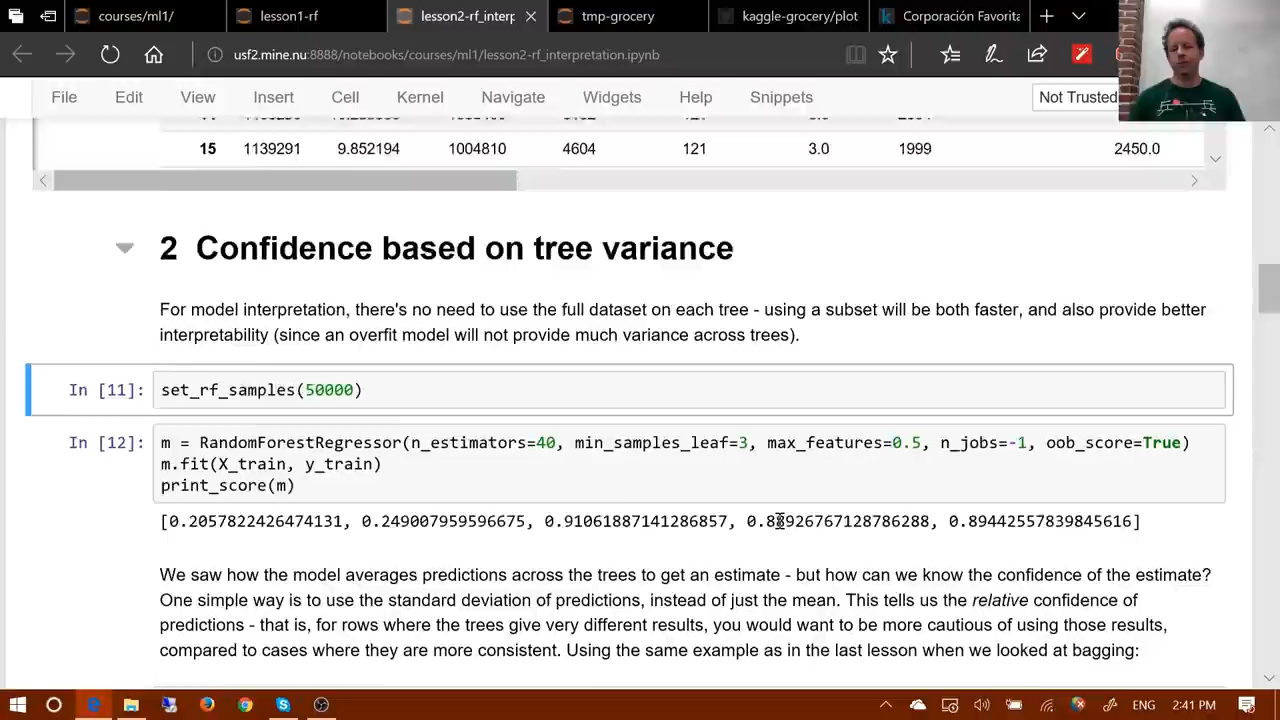 courses/ml1/
lesson1-rf
lesson2-rf_interp
tmp-grocery
kaggle-grocery/plot
Corporación Favorita
usf2.mine.nu:8888/notebooks/courses/ml1/lesson2-rf_interpretation.ipynb
File Edit View Insert Cell Kernel Navigate Widgets Help Snippets Not Trusted
15 1139291 9.852194 1004810 4604 121 3.0 1999 2450.0
2 Confidence based on tree variance
For model interpretation, there's no need to use the full dataset on each tree - using a subset will be both faster, and also provide better
interpretability (since an overfit model will not provide much variance across trees).
In [11]: set_rf_samples(50000)
In [12]: m = RandomForestRegressor(n_estimators=40, min_samples_leaf=3, max_features=0.5, n_jobs=-1, oob_score=True)
m.fit(X_train, y_train)
print_score(m)
[0.2057822426474131, 0.249007959596675, 0.91061887141286857, 0.88926767128786288, 0.89442557839845616]
We saw how the model averages predictions across the trees to get an estimate - but how can we know the confidence of the estimate?
One simple way is to use the standard deviation of predictions, instead of just the mean. This tells us the relative confidence of
predictions - that is, for rows where the trees give very different results, you would want to be more cautious of using those results,
compared to cases where they are more consistent. Using the same example as in the last lesson when we looked at bagging:
ENG 2:41 PM